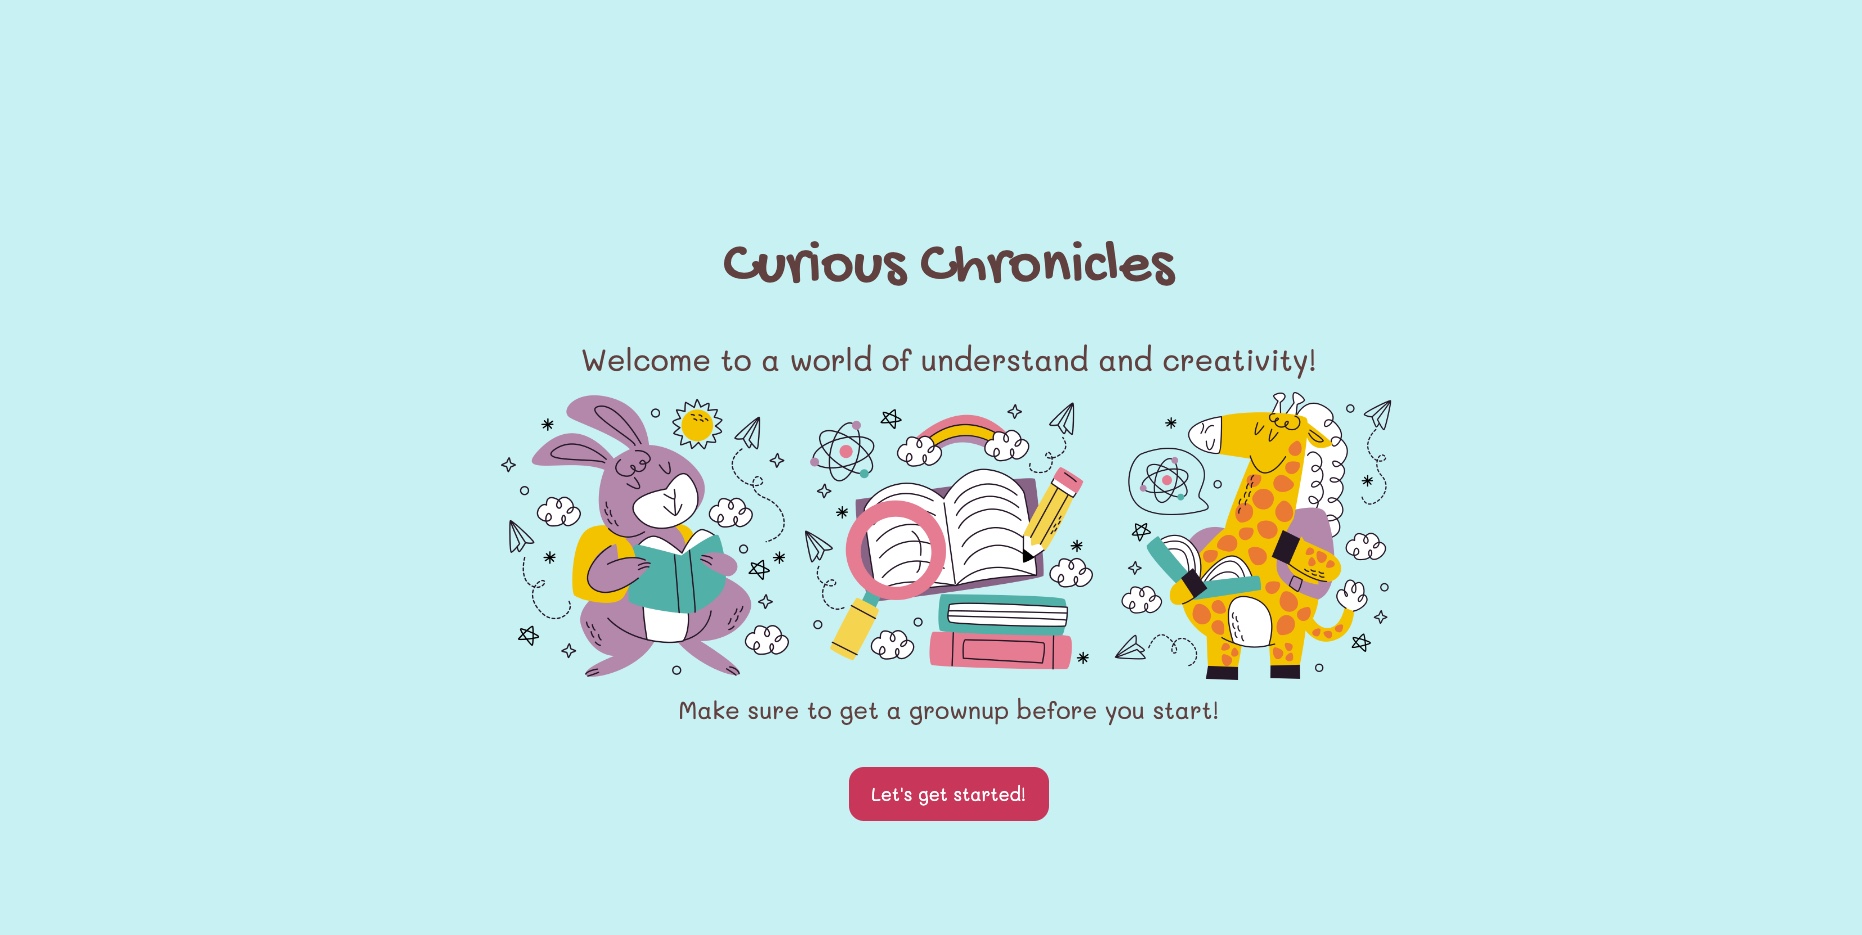 Curious Chronicles
Welcome to a world of understand and creativity!
Make sure to get a grownup before you start!
Let's get started!